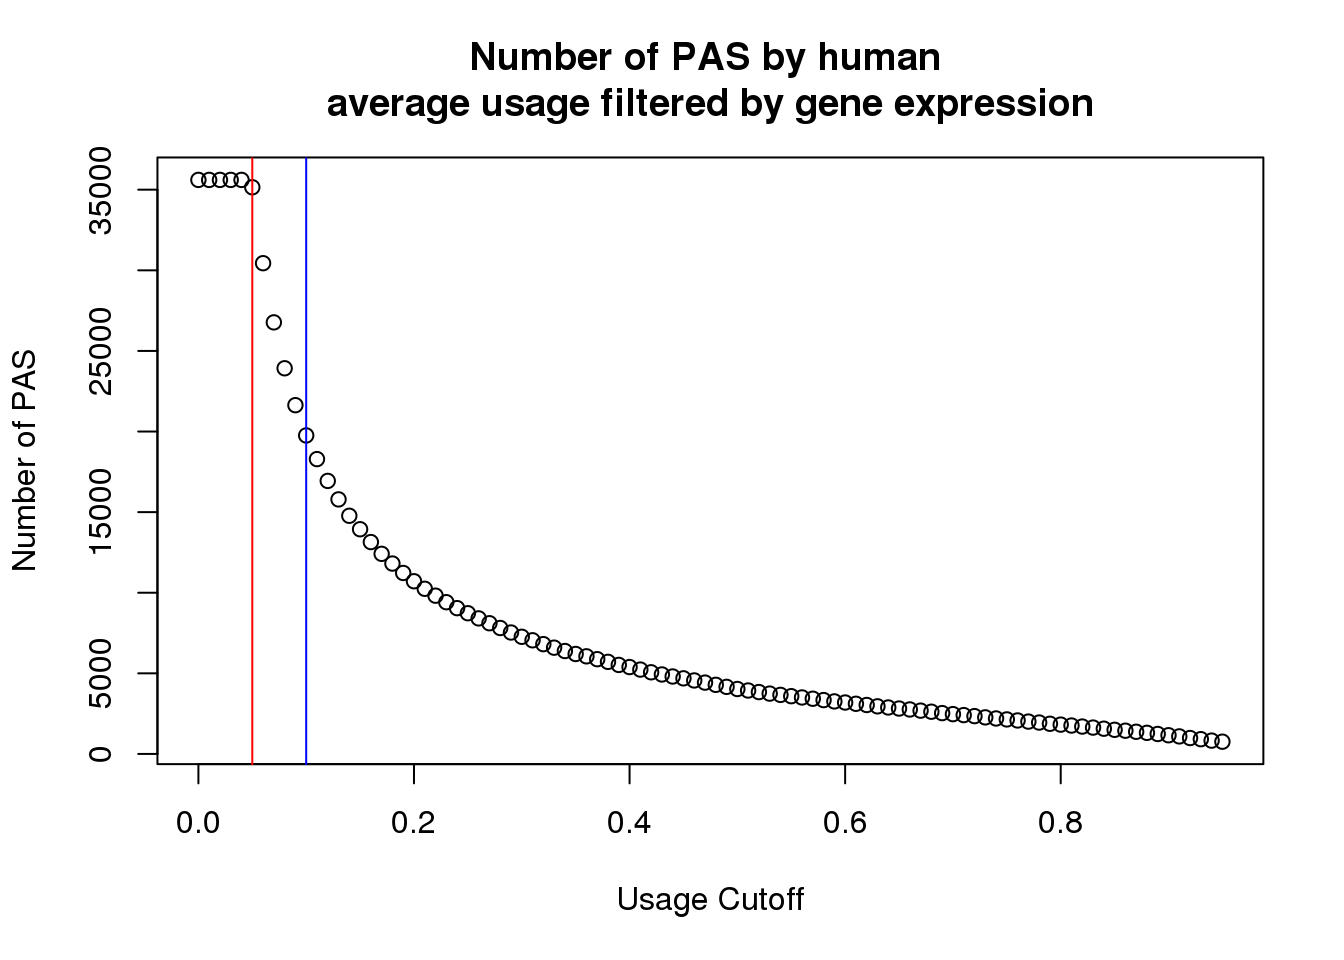 Number of PAS by human
average usage filtered by gene expression
Number of PAS
35000
25000
15000
5000
0
0.0 0.2 0.4 0.6 0.8
Usage Cutoff